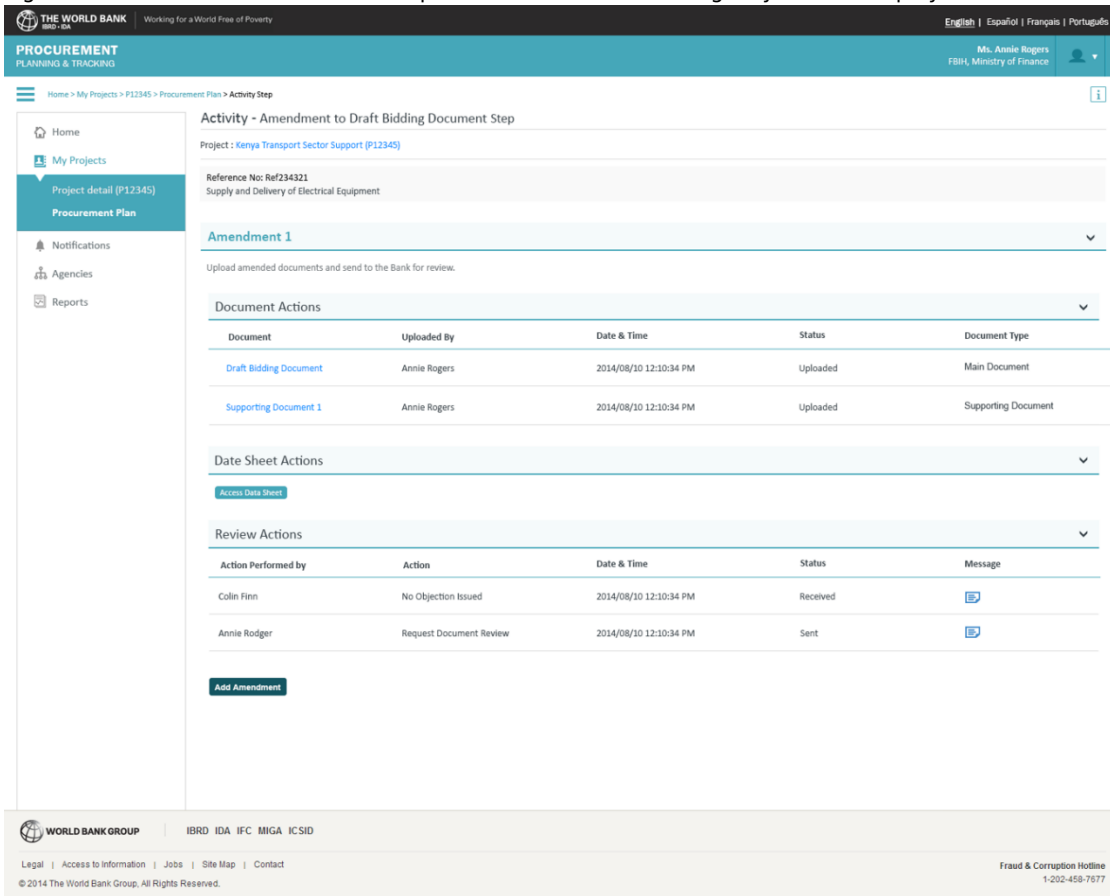 THE WORLD BANK
IBRD • IDA
Working for a World Free of Poverty
English | Español | Français | Português
PROCUREMENT
PLANNING & TRACKING
Ms. Annie Rogers
FBIH, Ministry of Finance
Home > My Projects > P12345 > Procurement Plan > Activity Step
i
Home
My Projects
Project detail (P12345)
Procurement Plan
Notifications
Agencies
Reports
Activity - Amendment to Draft Bidding Document Step
Project : Kenya Transport Sector Support (P12345)
Reference No: Ref234321
Supply and Delivery of Electrical Equipment
Amendment 1
Upload amended documents and send to the Bank for review.
Document Actions
Document Uploaded By Date & Time Status Document Type
Draft Bidding Document Annie Rogers 2014/08/10 12:10:34 PM Uploaded Main Document
Supporting Document 1 Annie Rogers 2014/08/10 12:10:34 PM Uploaded Supporting Document
Date Sheet Actions
Access Data Sheet
Review Actions
Action Performed by Action Date & Time Status Message
Colin Finn No Objection Issued 2014/08/10 12:10:34 PM Received
Annie Rodger Request Document Review 2014/08/10 12:10:34 PM Sent
Add Amendment
WORLD BANK GROUP
IBRD IDA IFC MIGA ICSID
Legal | Access to Information | Jobs | Site Map | Contact
© 2014 The World Bank Group, All Rights Reserved.
Fraud & Corruption Hotline
1-202-458-7677